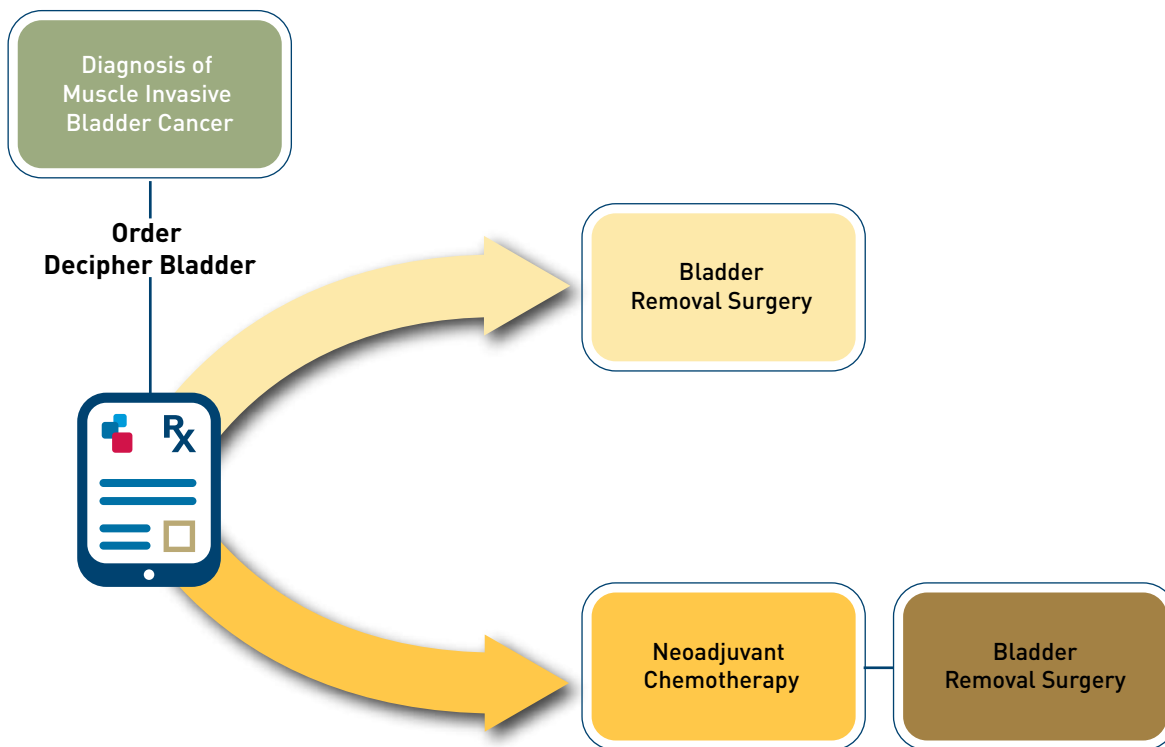 Diagnosis of
Muscle Invasive
Bladder Cancer
Order
Decipher Bladder
Rx
Bladder
Removal Surgery
Neoadjuvant
Chemotherapy
Bladder
Removal Surgery